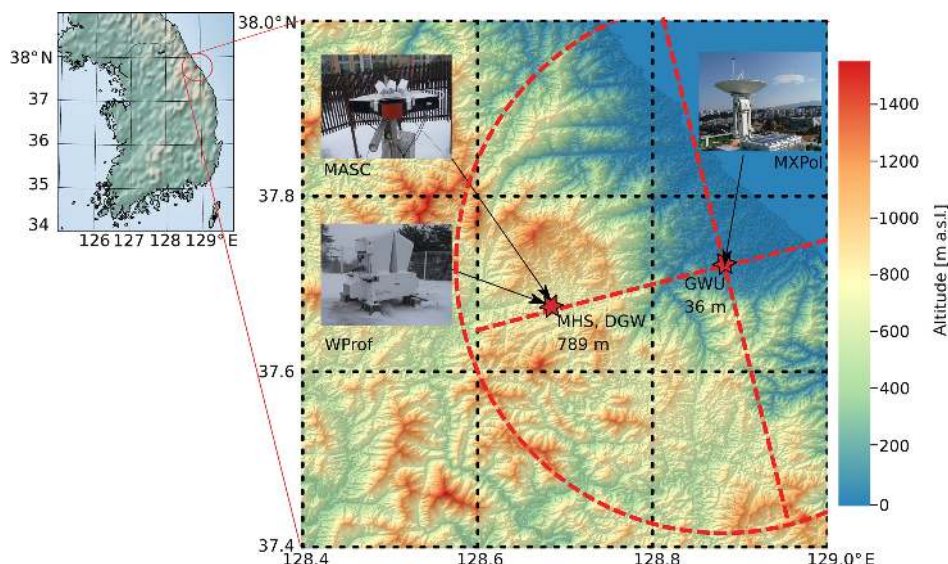 38°N
37
36
35
34
126
127
128
129°E
38.0°N
37.8
37.6
37.4
128.4
128.6
128.8
129.0°E
MASC
WProf
MXPol
GWU
36 m
MHS, DGW
789 m
1400
1200
1000
800
600
400
200
0
Altitude [m a.s.l.]